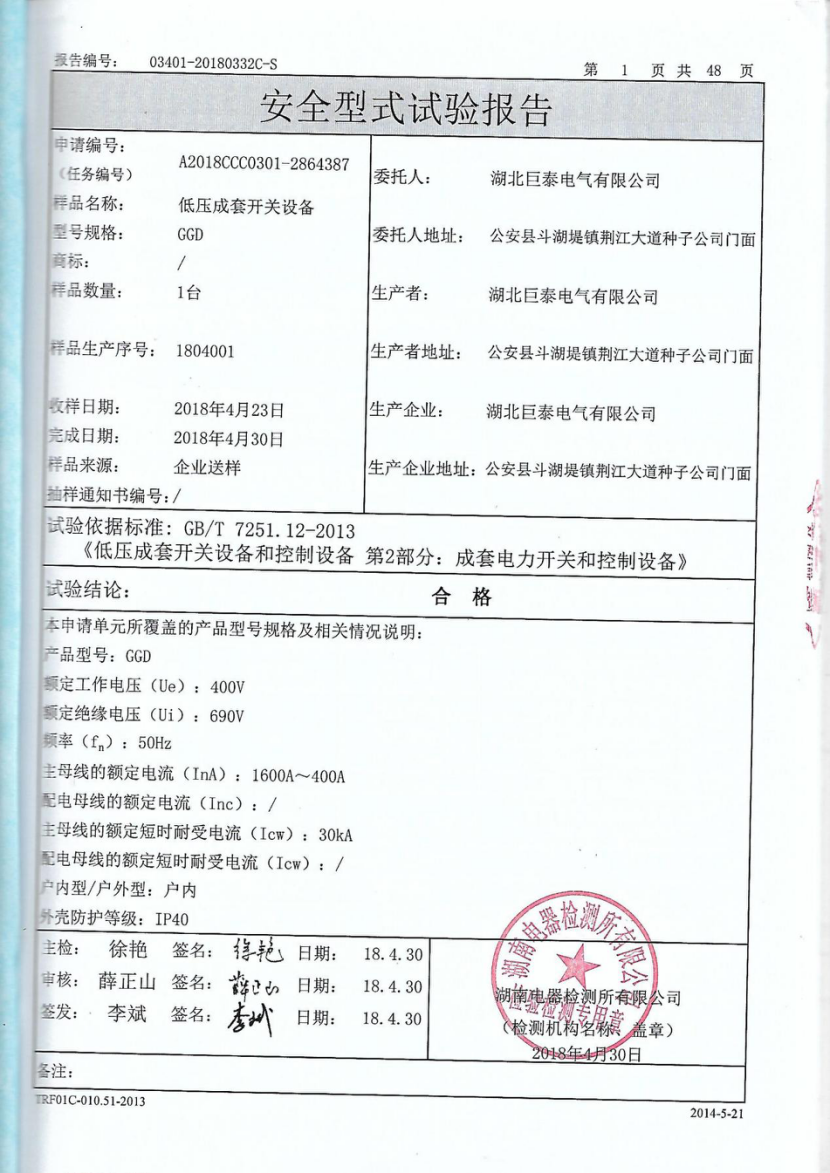 报告编号： 03401-20180332C-S
第 1 页 共 48 页
安全型式试验报告
申请编号：
（任务编号） A2018CCC0301-2864387
委托人： 湖北巨泰电气有限公司
样品名称： 低压成套开关设备
型号规格： GGD
委托人地址： 公安县斗湖堤镇荆江大道种子公司门面
商标： /
样品数量： 1台
生产者： 湖北巨泰电气有限公司
样品生产序号： 1804001
生产者地址： 公安县斗湖堤镇荆江大道种子公司门面
收样日期： 2018年4月23日
生产企业： 湖北巨泰电气有限公司
完成日期： 2018年4月30日
样品来源： 企业送样
生产企业地址：公安县斗湖堤镇荆江大道种子公司门面
抽样通知书编号：/
试验依据标准：GB/T 7251.12-2013
《低压成套开关设备和控制设备 第2部分：成套电力开关和控制设备》
试验结论： 合 格
本申请单元所覆盖的产品型号规格及相关情况说明：
产品型号：GGD
额定工作电压（Ue）：400V
额定绝缘电压（Ui）：690V
频率（fn）：50Hz
主母线的额定电流（InA）：1600A～400A
配电母线的额定电流（Inc）：/
主母线的额定短时耐受电流（Icw）：30kA
配电母线的额定短时耐受电流（Icw）：/
户内型/户外型：户内
外壳防护等级：IP40
主检： 徐艳 签名：徐艳 日期： 18.4.30
审核： 薛正山 签名：薛正山 日期： 18.4.30
签发： 李斌 签名：李斌 日期： 18.4.30
湖南电器检测所有限公司
检验检测专用章
湖南电器检测所有限公司
（检测机构名称、盖章）
2018年4月30日
备注：
TRF01C-010.51-2013
2014-5-21